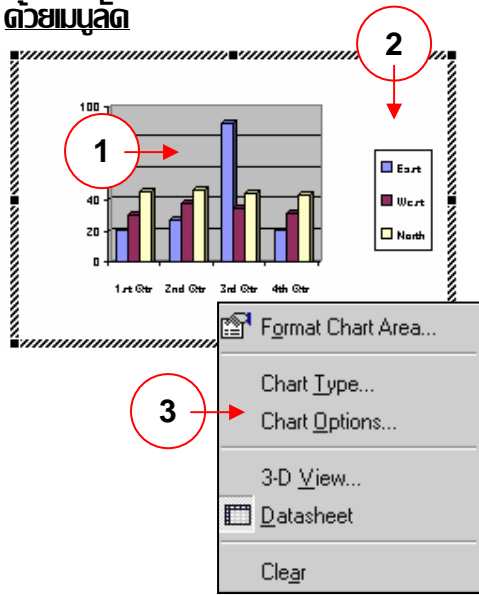 ด้วยเมนูลัด
2
100
1
40
20
0
East
West
North
1st Qtr 2nd Qtr 3rd Qtr 4th Qtr
Format Chart Area...
Chart Type...
3
Chart Options...
3-D View...
Datasheet
Clear